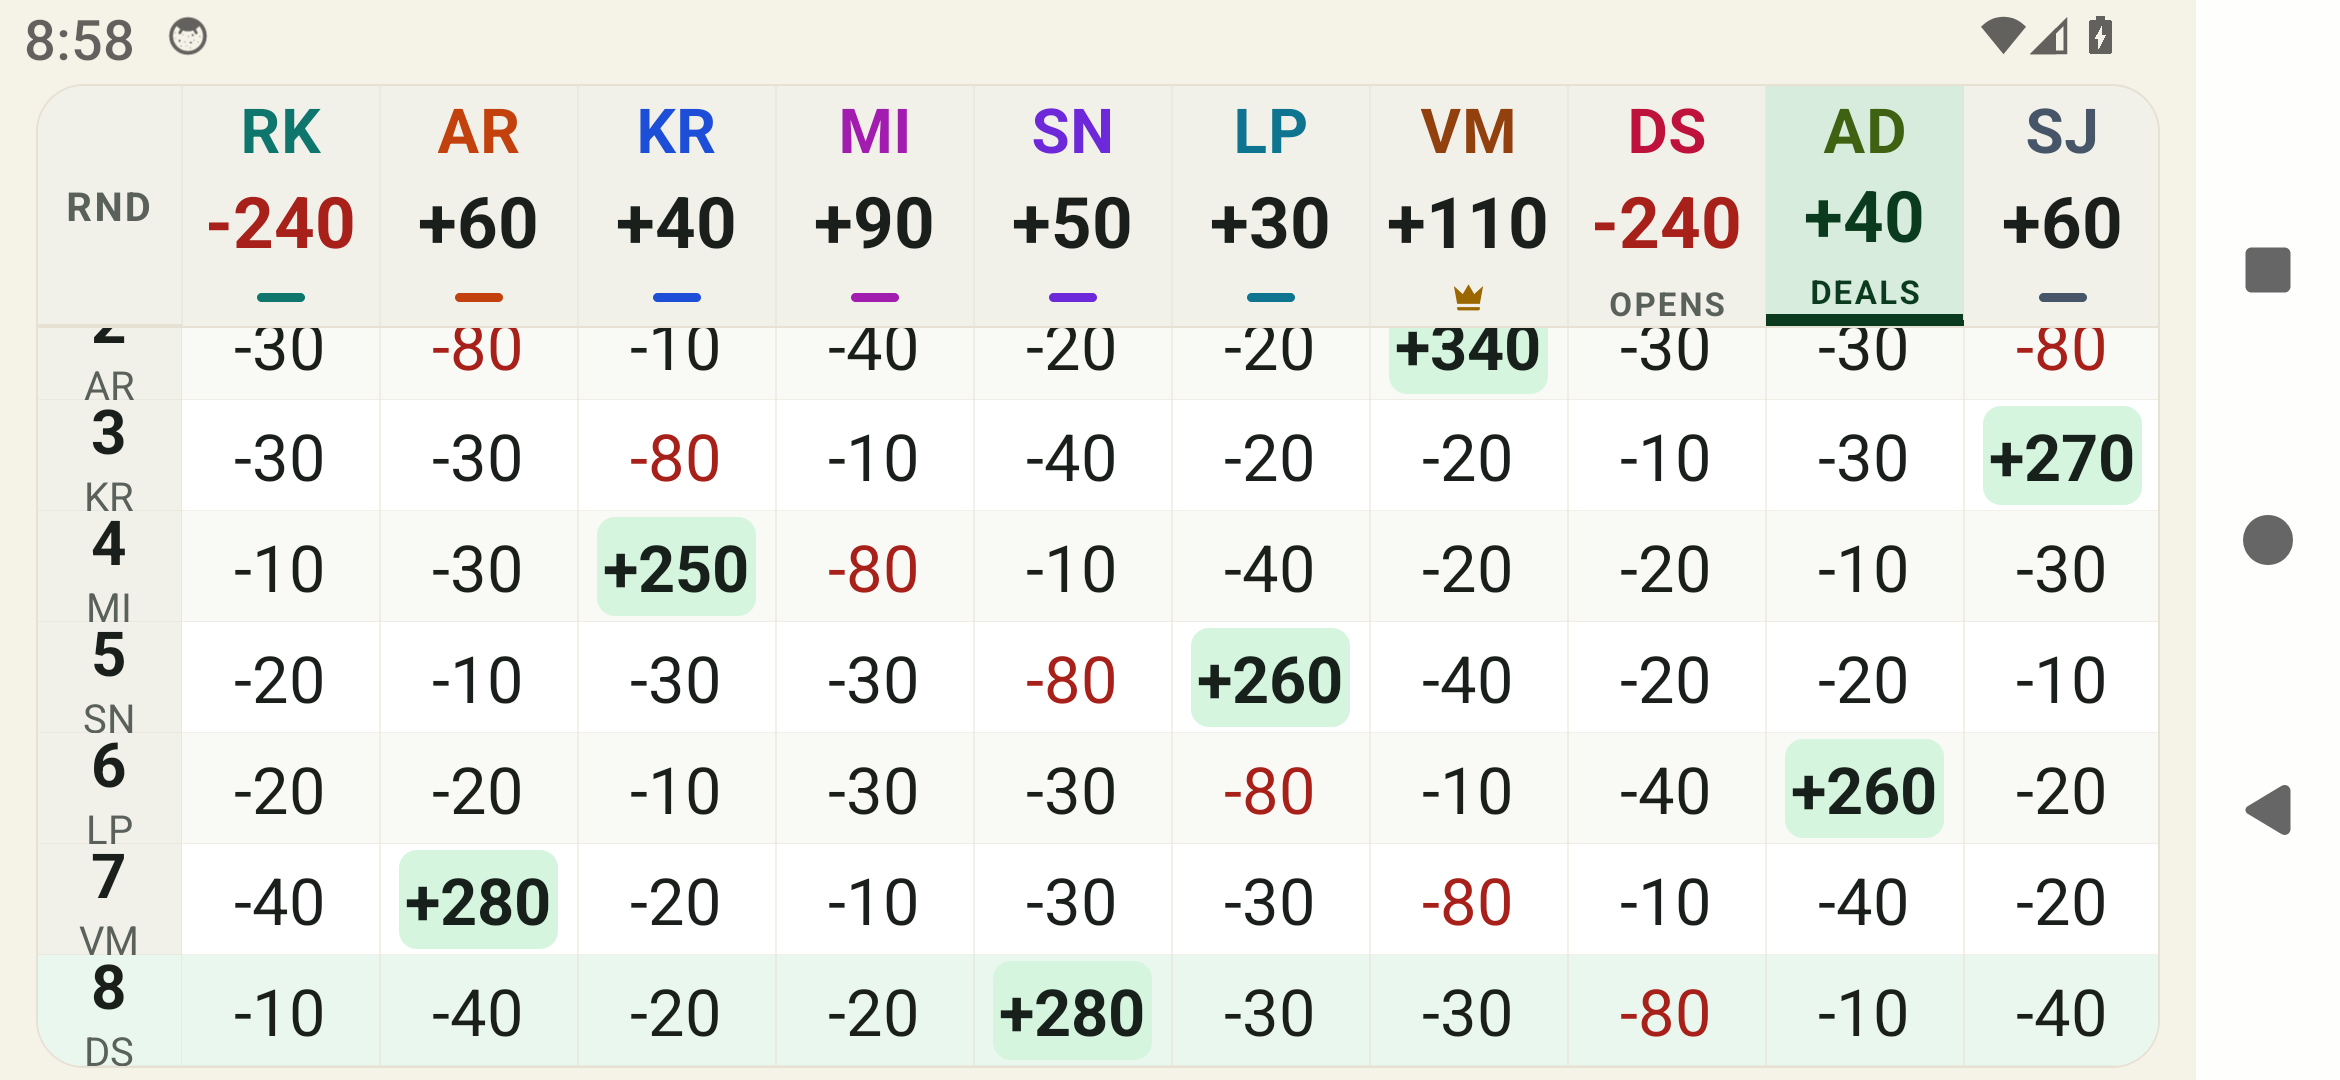 8:58
RND RK AR KR MI SN LP VM DS AD SJ
-240 +60 +40 +90 +50 +30 +110 -240 +40 +60
OPENS DEALS
2 -30 -80 -10 -40 -20 -20 +340 -30 -30 -80
AR
3 -30 -30 -80 -10 -40 -20 -20 -10 -30 +270
KR
4 -10 -30 +250 -80 -10 -40 -20 -20 -10 -30
MI
5 -20 -10 -30 -30 -80 +260 -40 -20 -20 -10
SN
6 -20 -20 -10 -30 -30 -80 -10 -40 +260 -20
LP
7 -40 +280 -20 -10 -30 -30 -80 -10 -40 -20
VM
8 -10 -40 -20 -20 +280 -30 -30 -80 -10 -40
DS